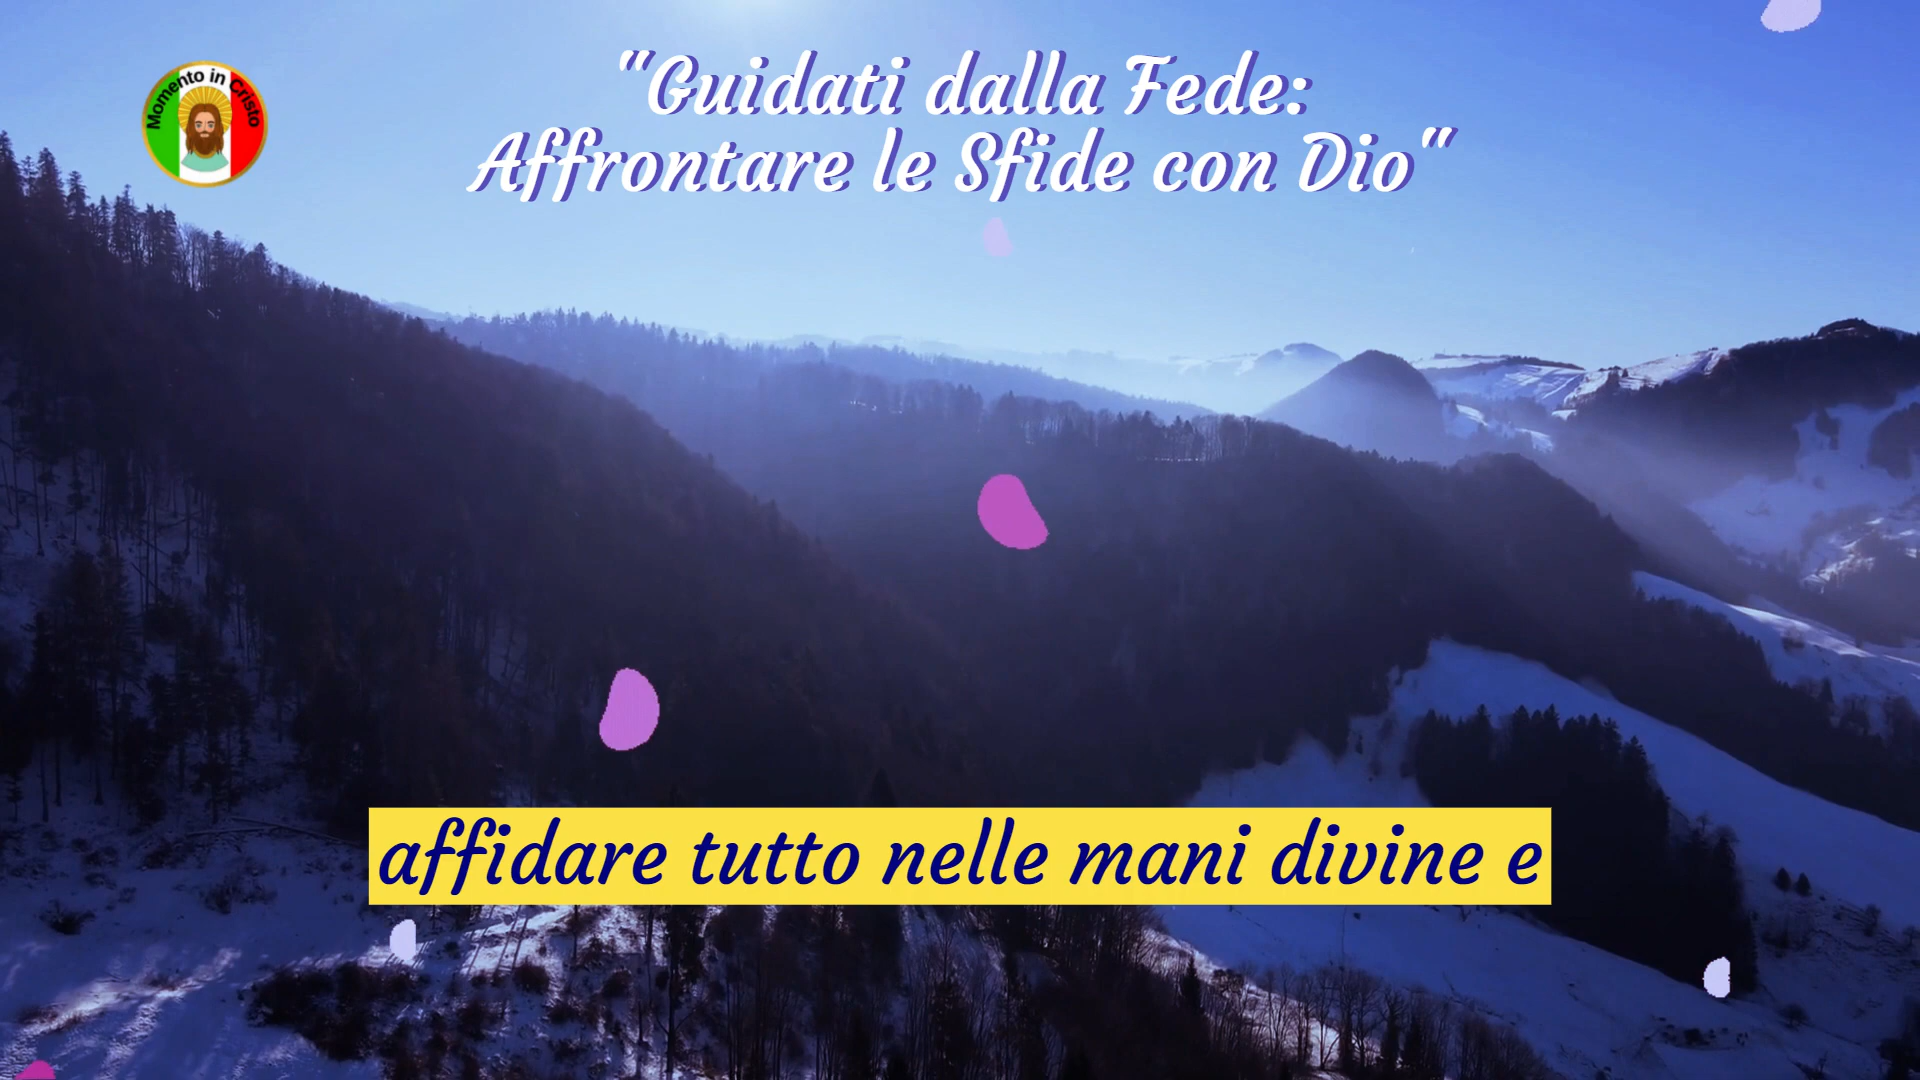 Momento in Cristo
"Guidati dalla Fede:
Affrontare le Sfide con Dio"
affidare tutto nelle mani divine e